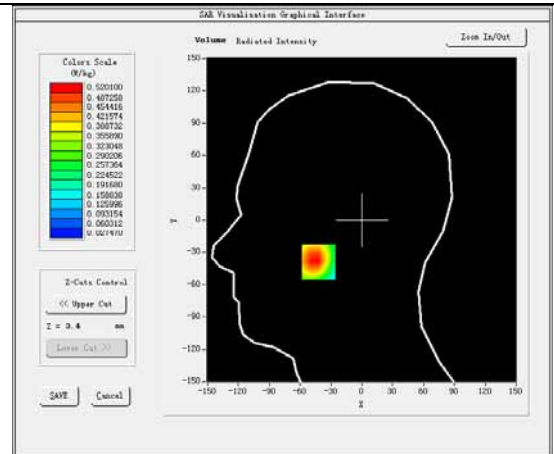 SAR Visualisation Graphical Interface
Volume Radiated Intensity
Zoom In/Out
Colors Scale
(W/kg)
0.520100
0.487258
0.454416
0.421574
0.388732
0.355890
0.323048
0.290206
0.257364
0.224522
0.191680
0.158838
0.125996
0.093154
0.060312
0.027470
Z-Cuts Control
<< Upper Cut
Z = 3.4 mm
Lower Cut >>
SAVE Cancel
150
120
90
60
30
0
-30
-60
-90
-120
-150
Y
-150 -120 -90 -60 -30 0 30 60 90 120 150
X